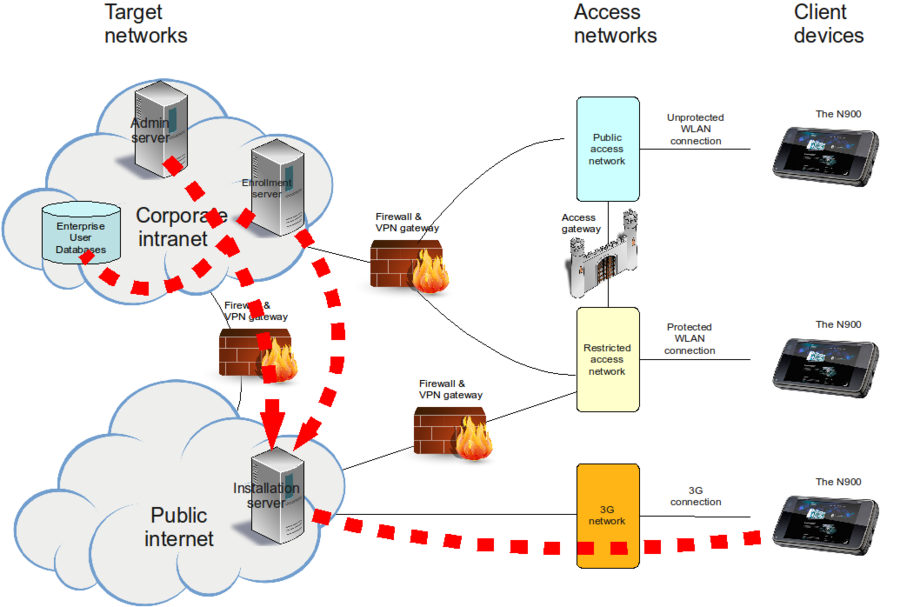 Target
networks
Access
networks
Client
devices
Admin
server
Enrollment
server
Enterprise
User
Databases
Corporate
intranet
Firewall &
VPN gateway
Firewall &
VPN gateway
Firewall &
VPN gateway
Public
access
network
Unprotected
WLAN
connection
The N900
Access
gateway
Restricted
access
network
Protected
WLAN
connection
The N900
Installation
server
Public
internet
3G
network
3G
connection
The N900